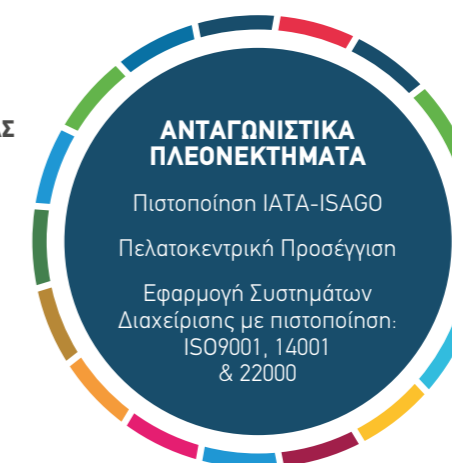 ΑΝΤΑΓΩΝΙΣΤΙΚΑ
ΠΛΕΟΝΕΚΤΗΜΑΤΑ
Πιστοποίηση IATA-ISAGO
Πελατοκεντρική Προσέγγιση
Εφαρμογή Συστημάτων
Διαχείρισης με πιστοποίηση:
ISO9001, 14001
& 22000